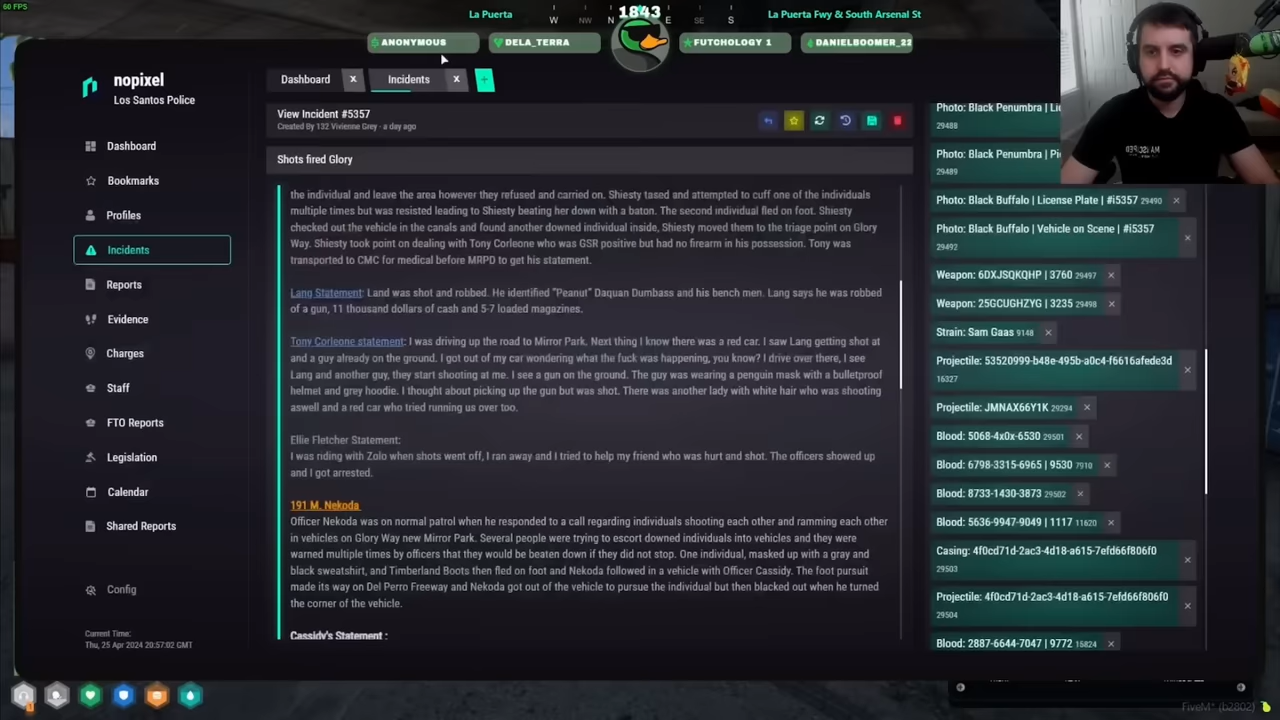 60 FPS
La Puerta
W NW N 1843 E SE S
La Puerta Fwy & South Arsenal St
ANONYMOUS
DELA_TERRA
FUTCHOLOGY 1
DANIELBOOMER_22
nopixel
Los Santos Police
Dashboard x
Incidents x
+
Dashboard
Bookmarks
Profiles
Incidents
Reports
Evidence
Charges
Staff
FTO Reports
Legislation
Calendar
Shared Reports
Config
Current Time:
Thu, 25 Apr 2024 20:57:02 GMT
View Incident #5357
Created By 132 Vivienne Grey - a day ago
Shots fired Glory
the individual and leave the area however they refused and carried on. Shiesty tased and attempted to cuff one of the individuals
multiple times but was resisted leading to Shiesty beating her down with a baton. The second individual fled on foot. Shiesty
checked out the vehicle in the canals and found another downed individual inside, Shiesty moved them to the triage point on Glory
Way. Shiesty took point on dealing with Tony Corleone who was GSR positive but had no firearm in his possession. Tony was
transported to CMC for medical before MRPD to get his statement.
Lang Statement: Land was shot and robbed. He identified "Peanut" Daquan Dumbass and his bench men. Lang says he was robbed
of a gun, 11 thousand dollars of cash and 5-7 loaded magazines.
Tony Corleone statement: I was driving up the road to Mirror Park. Next thing I know there was a red car. I saw Lang getting shot at
and a guy already on the ground. I got out of my car wondering what the fuck was happening, you know? I drive over there, I see
Lang and another guy, they start shooting at me. I see a gun on the ground. The guy was wearing a penguin mask with a bulletproof
helmet and grey hoodie. I thought about picking up the gun but was shot. There was another lady with white hair who was shooting
aswell and a red car who tried running us over too.
Ellie Fletcher Statement:
I was riding with Zolo when shots went off, I ran away and I tried to help my friend who was hurt and shot. The officers showed up
and I got arrested.
191 M. Nekoda
Officer Nekoda was on normal patrol when he responded to a call regarding individuals shooting each other and ramming each other
in vehicles on Glory Way new Mirror Park. Several people were trying to escort downed individuals into vehicles and they were
warned multiple times by officers that they would be beaten down if they did not stop. One individual, masked up with a gray and
black sweatshirt, and Timberland Boots then fled on foot and Nekoda followed in a vehicle with Officer Cassidy. The foot pursuit
made its way on Del Perro Freeway and Nekoda got out of the vehicle to pursue the individual but then blacked out when he turned
the corner of the vehicle.
Cassidy's Statement :
Photo: Black Penumbra | Li
29488
Photo: Black Penumbra | Pi
29489
Photo: Black Buffalo | License Plate | #i5357 29490 x
Photo: Black Buffalo | Vehicle on Scene | #i5357
29492 x
Weapon: 6DXJSQKQHP | 3760 29497 x
Weapon: 25GCUGHZYG | 3235 29498 x
Strain: Sam Gaas 9148 x
Projectile: 53520999-b48e-495b-a0c4-f6616afede3d
16327 x
Projectile: JMNAX66Y1K 29294 x
Blood: 5068-4x0x-6530 29501 x
Blood: 6798-3315-6965 | 9530 7910 x
Blood: 8733-1430-3873 29502 x
Blood: 5636-9947-9049 | 1117 11620 x
Casing: 4f0cd71d-2ac3-4d18-a615-7efd66f806f0
29503 x
Projectile: 4f0cd71d-2ac3-4d18-a615-7efd66f806f0
29504 x
Blood: 2887-6644-7047 | 9772 15824 x
FiveM* (b2802)